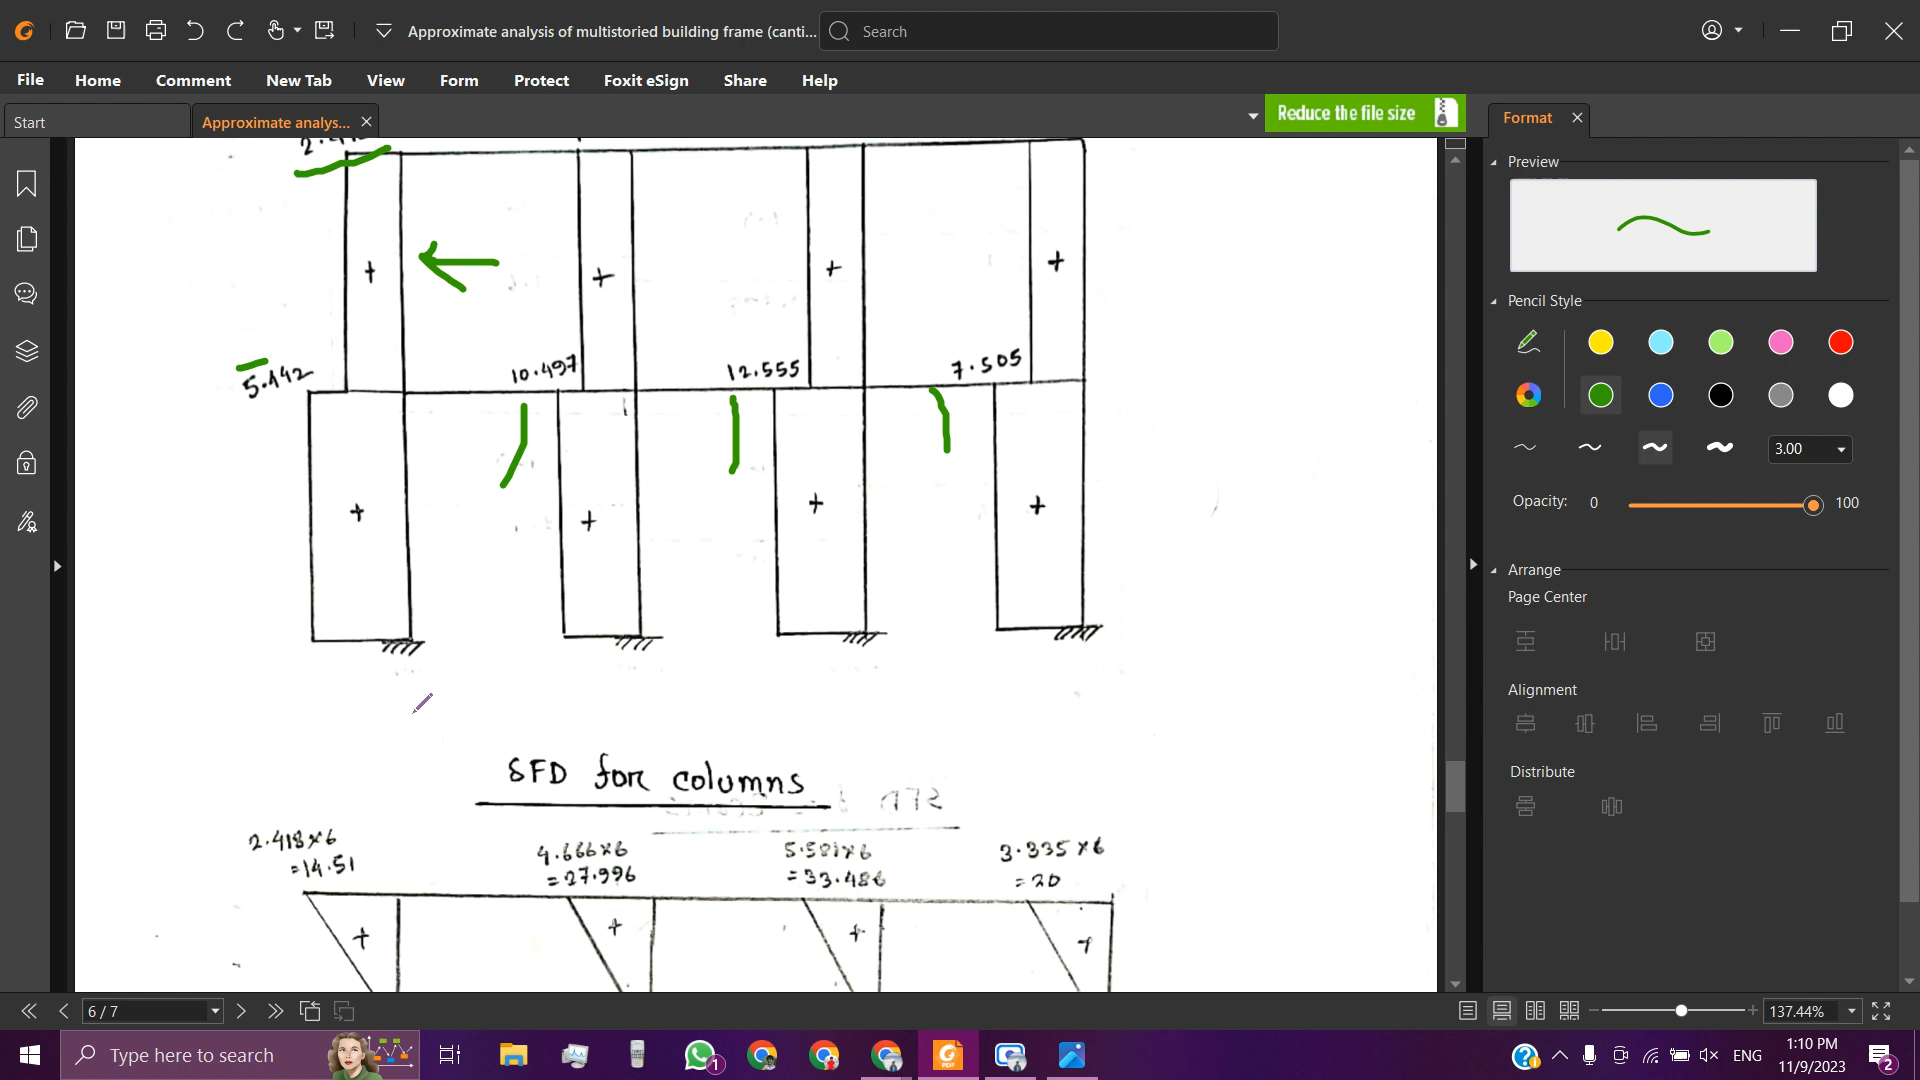 Approximate analysis of multistoried building frame (canti...
Search
File
Home
Comment
New Tab
View
Form
Protect
Foxit eSign
Share
Help
Start
Approximate analys...
Reduce the file size
Format
Preview
Pencil Style
3.00
Opacity: 0 100
Arrange
Page Center
Alignment
Distribute
+ + + +
5.442 10.497 12.555 7.505
+ + + +
SFD for columns
2.418×6 4.666×6 5.581×6 3.335×6
=14.51 =27.996 =33.486 =20
+ + + +
6 / 7
137.44%
Type here to search
1
ENG
1:10 PM
11/9/2023
2